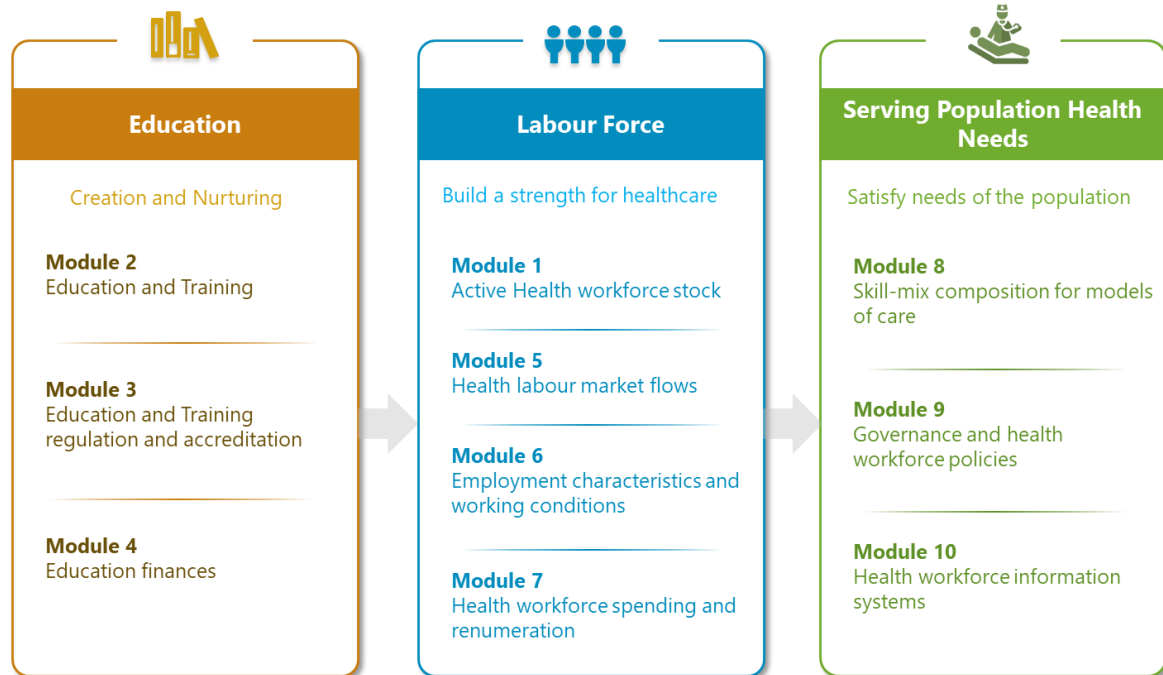 Education
Creation and Nurturing
Module 2
Education and Training
Module 3
Education and Training
regulation and accreditation
Module 4
Education finances
Labour Force
Build a strength for healthcare
Module 1
Active Health workforce stock
Module 5
Health labour market flows
Module 6
Employment characteristics and
working conditions
Module 7
Health workforce spending and
renumeration
Serving Population Health
Needs
Satisfy needs of the population
Module 8
Skill-mix composition for models
of care
Module 9
Governance and health
workforce policies
Module 10
Health workforce information
systems